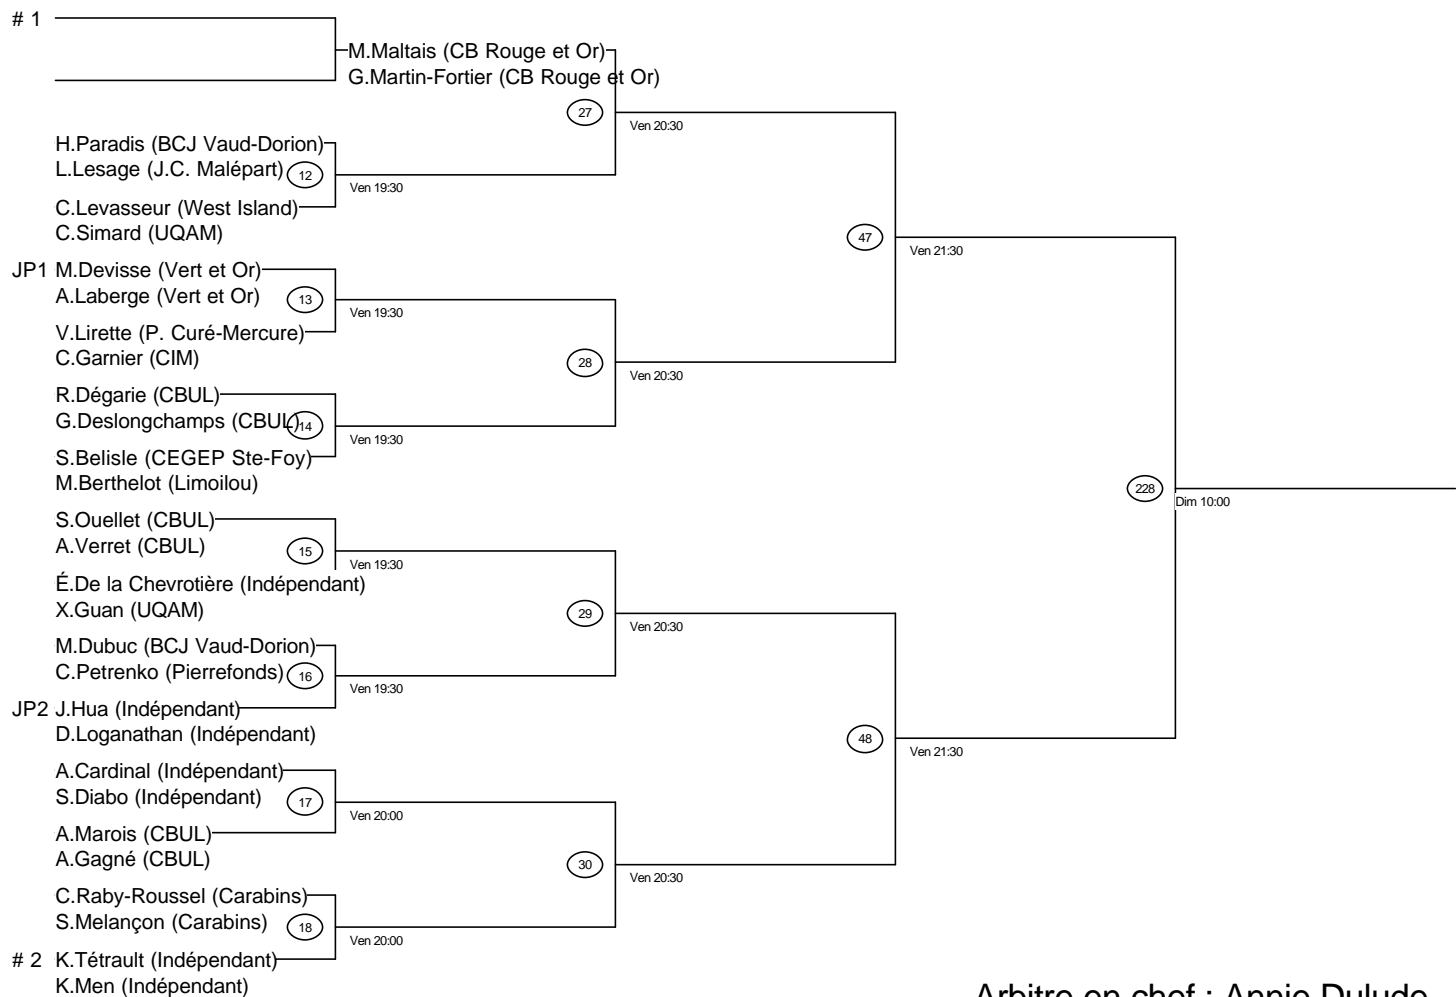 # 1
M.Maltais (CB Rouge et Or)
G.Martin-Fortier (CB Rouge et Or)
27
Ven 20:30
H.Paradis (BCJ Vaud-Dorion)
L.Lesage (J.C. Malépart)
12
Ven 19:30
C.Levasseur (West Island)
C.Simard (UQAM)
47
Ven 21:30
JP1 M.Devisse (Vert et Or)
A.Laberge (Vert et Or)
13
Ven 19:30
V.Lirette (P. Curé-Mercure)
C.Garnier (CIM)
28
Ven 20:30
R.Dégarie (CBUL)
G.Deslongchamps (CBUL)
14
Ven 19:30
S.Belisle (CEGEP Ste-Foy)
M.Berthelot (Limoilou)
228
Dim 10:00
S.Ouellet (CBUL)
A.Verret (CBUL)
15
Ven 19:30
É.De la Chevrotière (Indépendant)
X.Guan (UQAM)
29
Ven 20:30
M.Dubuc (BCJ Vaud-Dorion)
C.Petrenko (Pierrefonds)
16
Ven 19:30
JP2 J.Hua (Indépendant)
D.Loganathan (Indépendant)
48
Ven 21:30
A.Cardinal (Indépendant)
S.Diabo (Indépendant)
17
Ven 20:00
A.Marois (CBUL)
A.Gagné (CBUL)
30
Ven 20:30
C.Raby-Roussel (Carabins)
S.Melançon (Carabins)
18
Ven 20:00
# 2 K.Tétrault (Indépendant)
K.Men (Indépendant)
Arbitre en chef : Annie Dulude